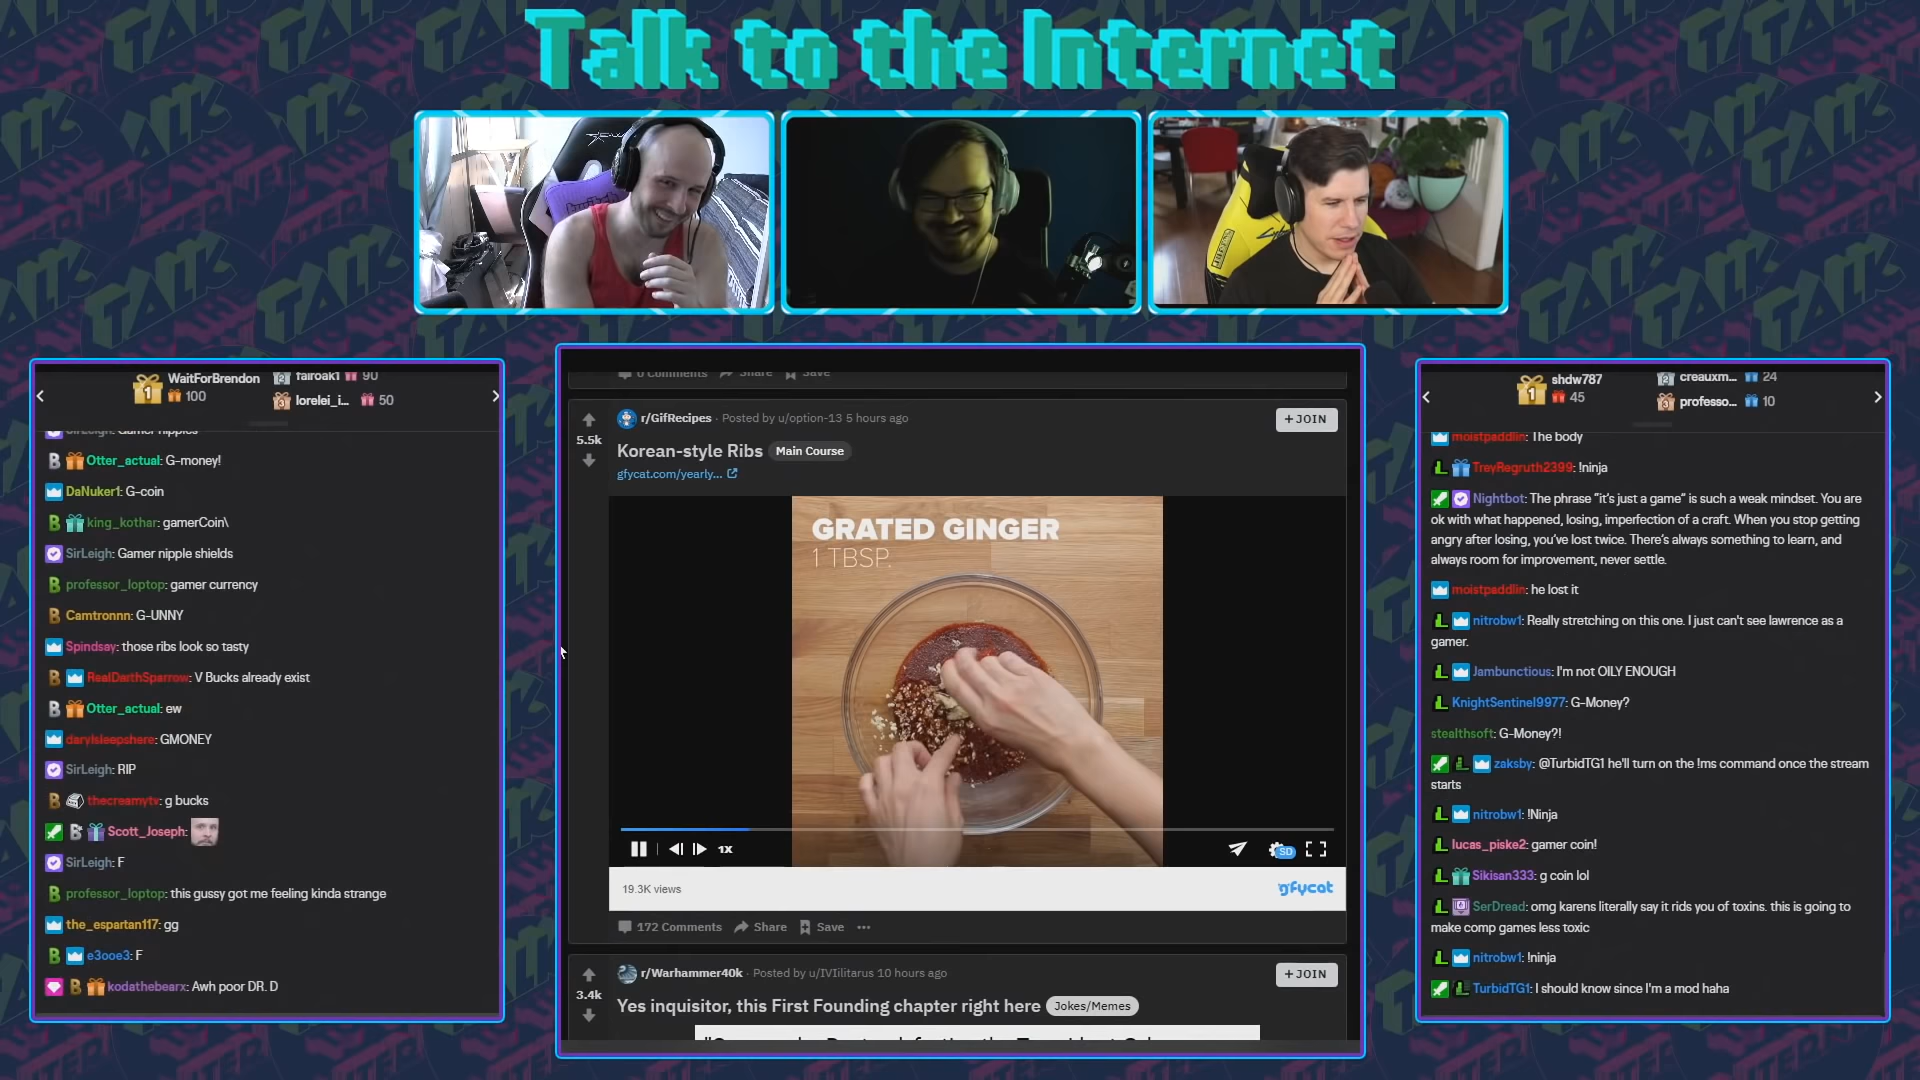 Talk to the Internet
WaitForBrendon
100
fairoak1 90
lorelei_i... 50
SirLeigh: Gamer nipples
Otter_actual: G-money!
DaNuker1: G-coin
king_kothar: gamerCoin\
SirLeigh: Gamer nipple shields
professor_loptop: gamer currency
Camtronnn: G-UNNY
Spindsay: those ribs look so tasty
RealDarthSparrow: V Bucks already exist
Otter_actual: ew
darylsleepshere: GMONEY
SirLeigh: RIP
thecreamytv: g bucks
Scott_Joseph:
SirLeigh: F
professor_loptop: this gussy got me feeling kinda strange
the_espartan117: gg
e3ooe3: F
kodathebearx: Awh poor DR. D
0 Comments Share Save
r/GifRecipes · Posted by u/option-13 5 hours ago
+ JOIN
5.5k
Korean-style Ribs Main Course
gfycat.com/yearly...
GRATED GINGER
1 TBSP.
1X
SD
19.3K views
gfycat
172 Comments Share Save ...
r/Warhammer40k · Posted by u/IVIilitarus 10 hours ago
+ JOIN
3.4k
Yes inquisitor, this First Founding chapter right here Jokes/Memes
shdw787
45
creauxm... 24
professo... 10
moistpaddlin: The body
TreyRegruth2399: !ninja
Nightbot: The phrase "it's just a game" is such a weak mindset. You are
ok with what happened, losing, imperfection of a craft. When you stop getting
angry after losing, you've lost twice. There's always something to learn, and
always room for improvement, never settle.
moistpaddlin: he lost it
nitrobw1: Really stretching on this one. I just can't see lawrence as a
gamer.
Jambunctious: I'm not OILY ENOUGH
KnightSentinel9977: G-Money?
stealthsoft: G-Money?!
zaksby: @TurbidTG1 he'll turn on the !ms command once the stream
starts
nitrobw1: !Ninja
lucas_piske2: gamer coin!
Sikisan333: g coin lol
SerDread: omg karens literally say it rids you of toxins. this is going to
make comp games less toxic
nitrobw1: !ninja
TurbidTG1: I should know since I'm a mod haha